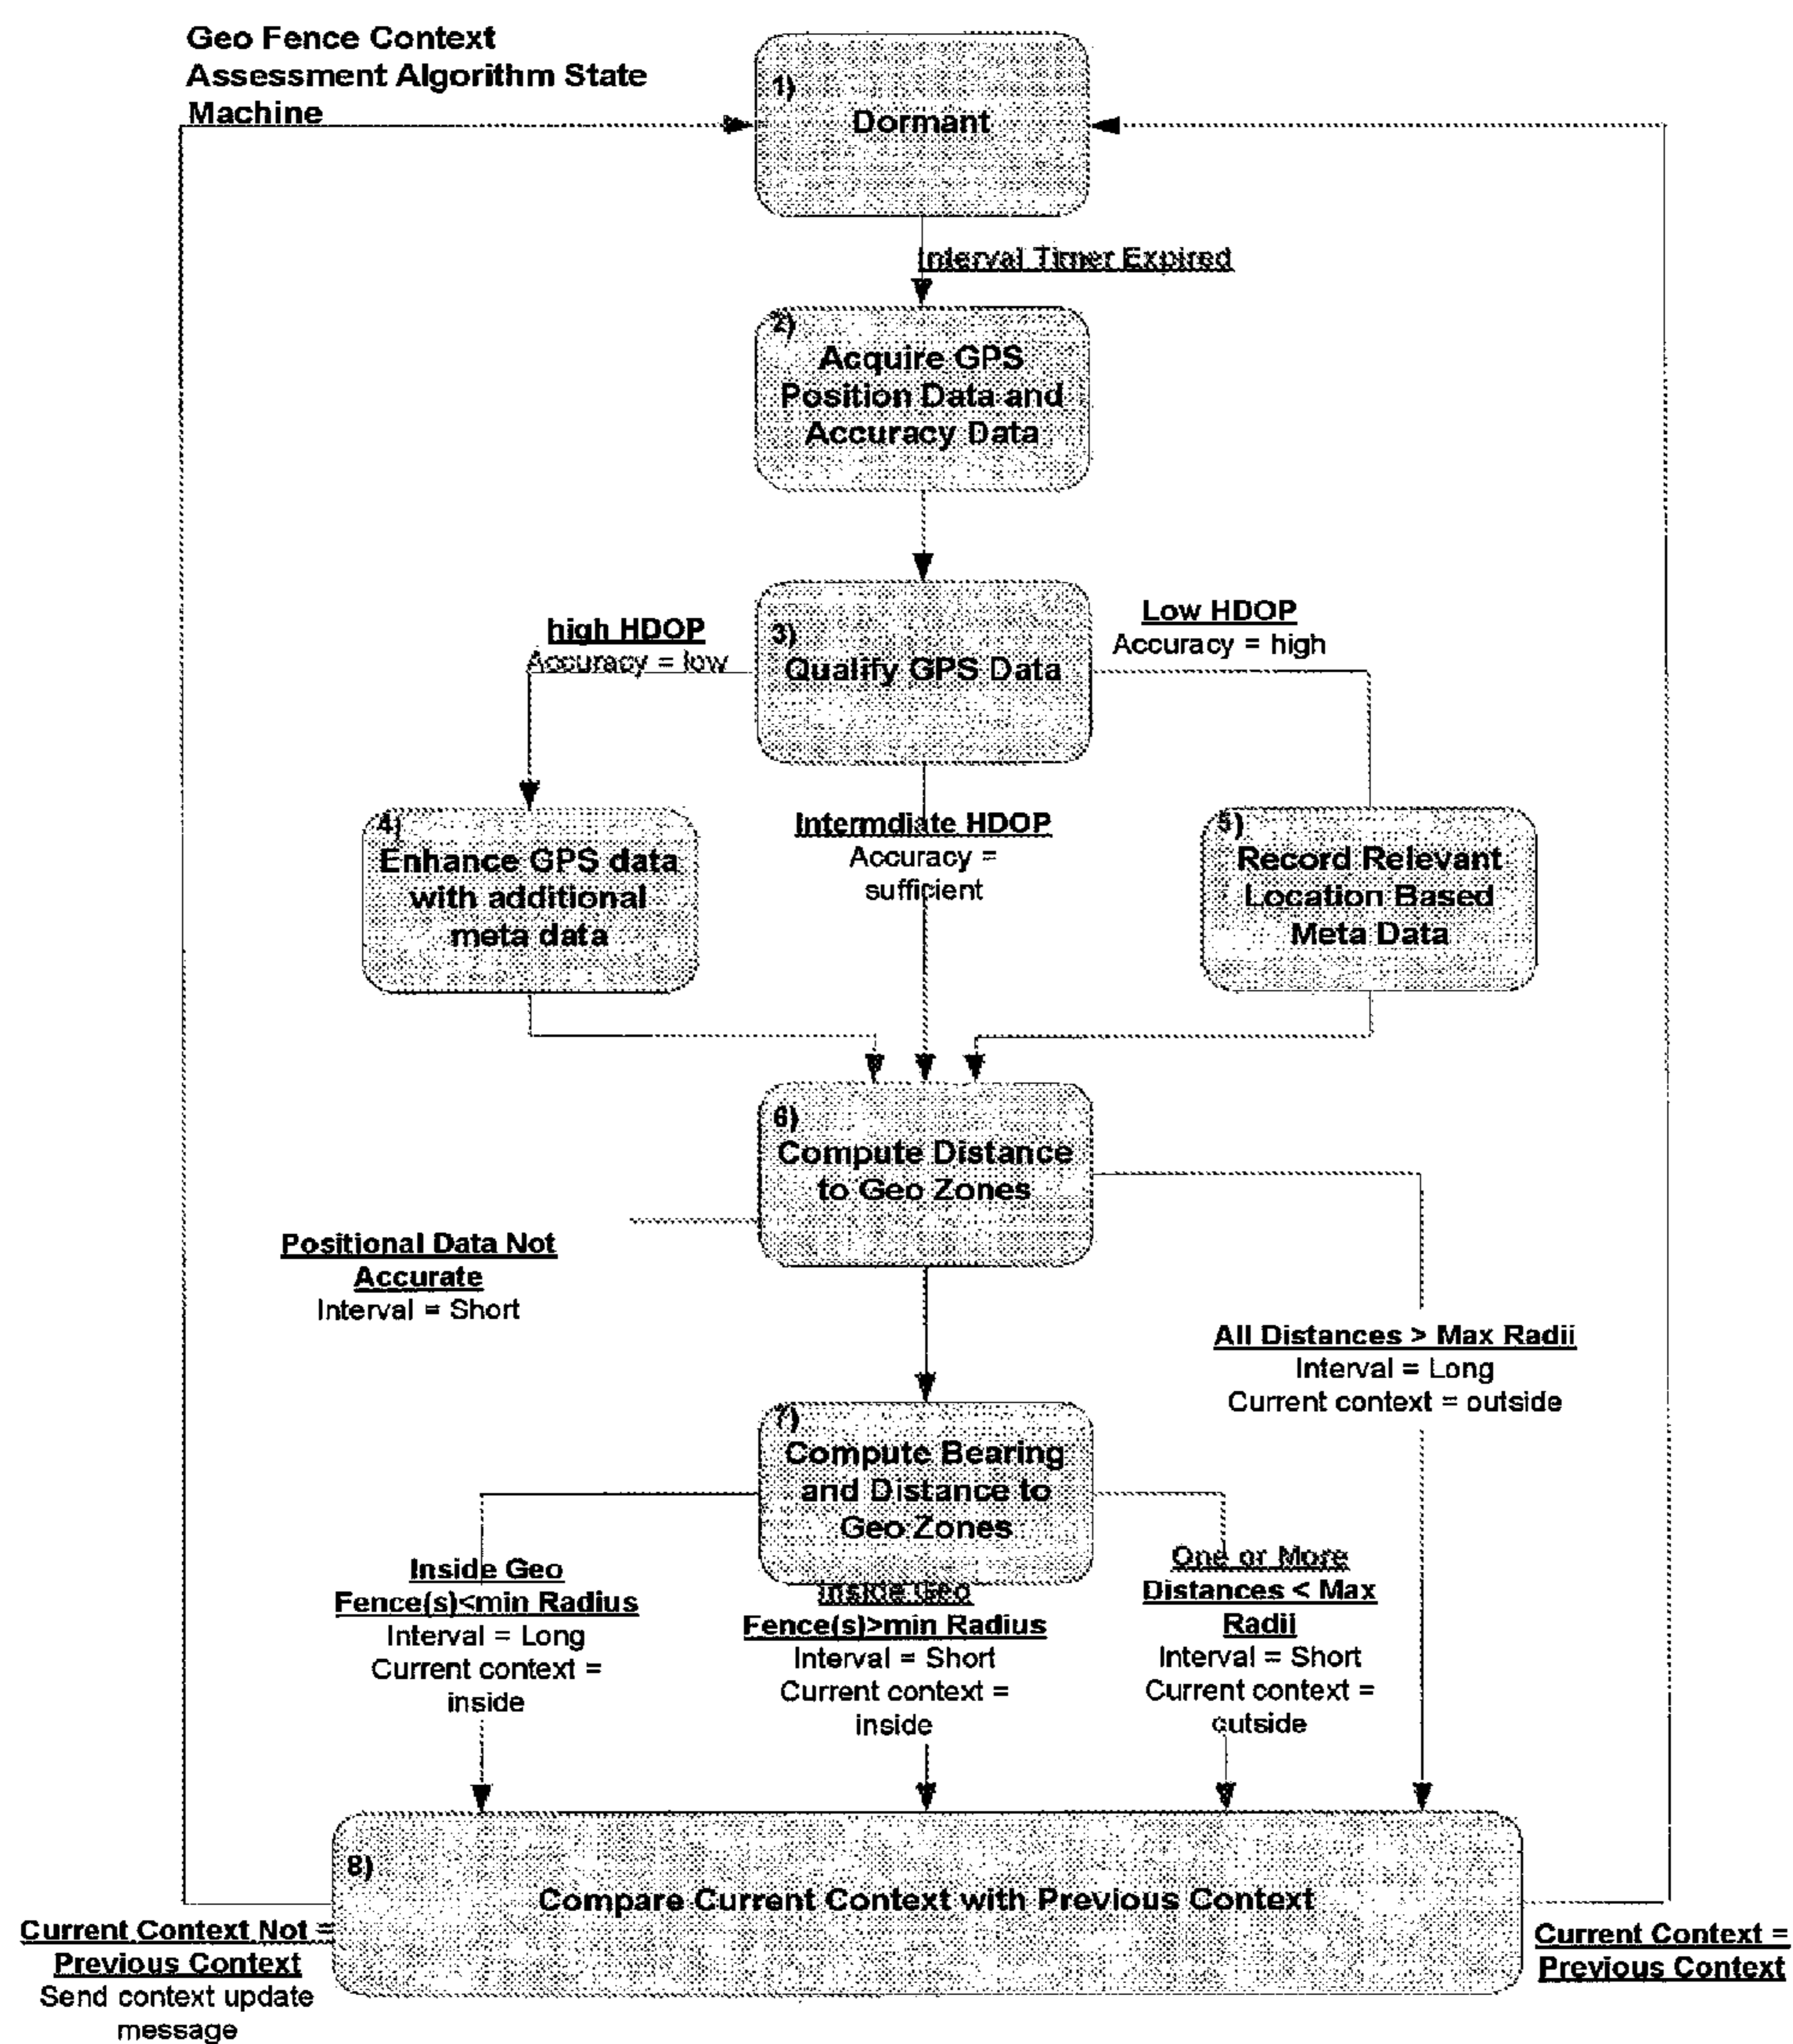 Geo Fence Context
Assessment Algorithm State
Machine
1)
Dormant
Interval Timer Expired
2)
Acquire GPS
Position Data and
Accuracy Data
high HDOP
Accuracy = low
3)
Qualify GPS Data
Low HDOP
Accuracy = high
4)
Enhance GPS data
with additional
meta data
Intermdiate HDOP
Accuracy =
sufficient
5)
Record Relevant
Location Based
Meta Data
6)
Compute Distance
to Geo Zones
Positional Data Not
Accurate
Interval = Short
All Distances > Max Radii
Interval = Long
Current context = outside
7)
Compute Bearing
and Distance to
Geo Zones
Inside Geo
Fence(s)<min Radius
Interval = Long
Current context =
inside
Inside Geo
Fence(s)>min Radius
Interval = Short
Current context =
inside
One or More
Distances < Max
Radii
Interval = Short
Current context =
outside
8)
Compare Current Context with Previous Context
Current Context Not =
Previous Context
Send context update
message
Current Context =
Previous Context